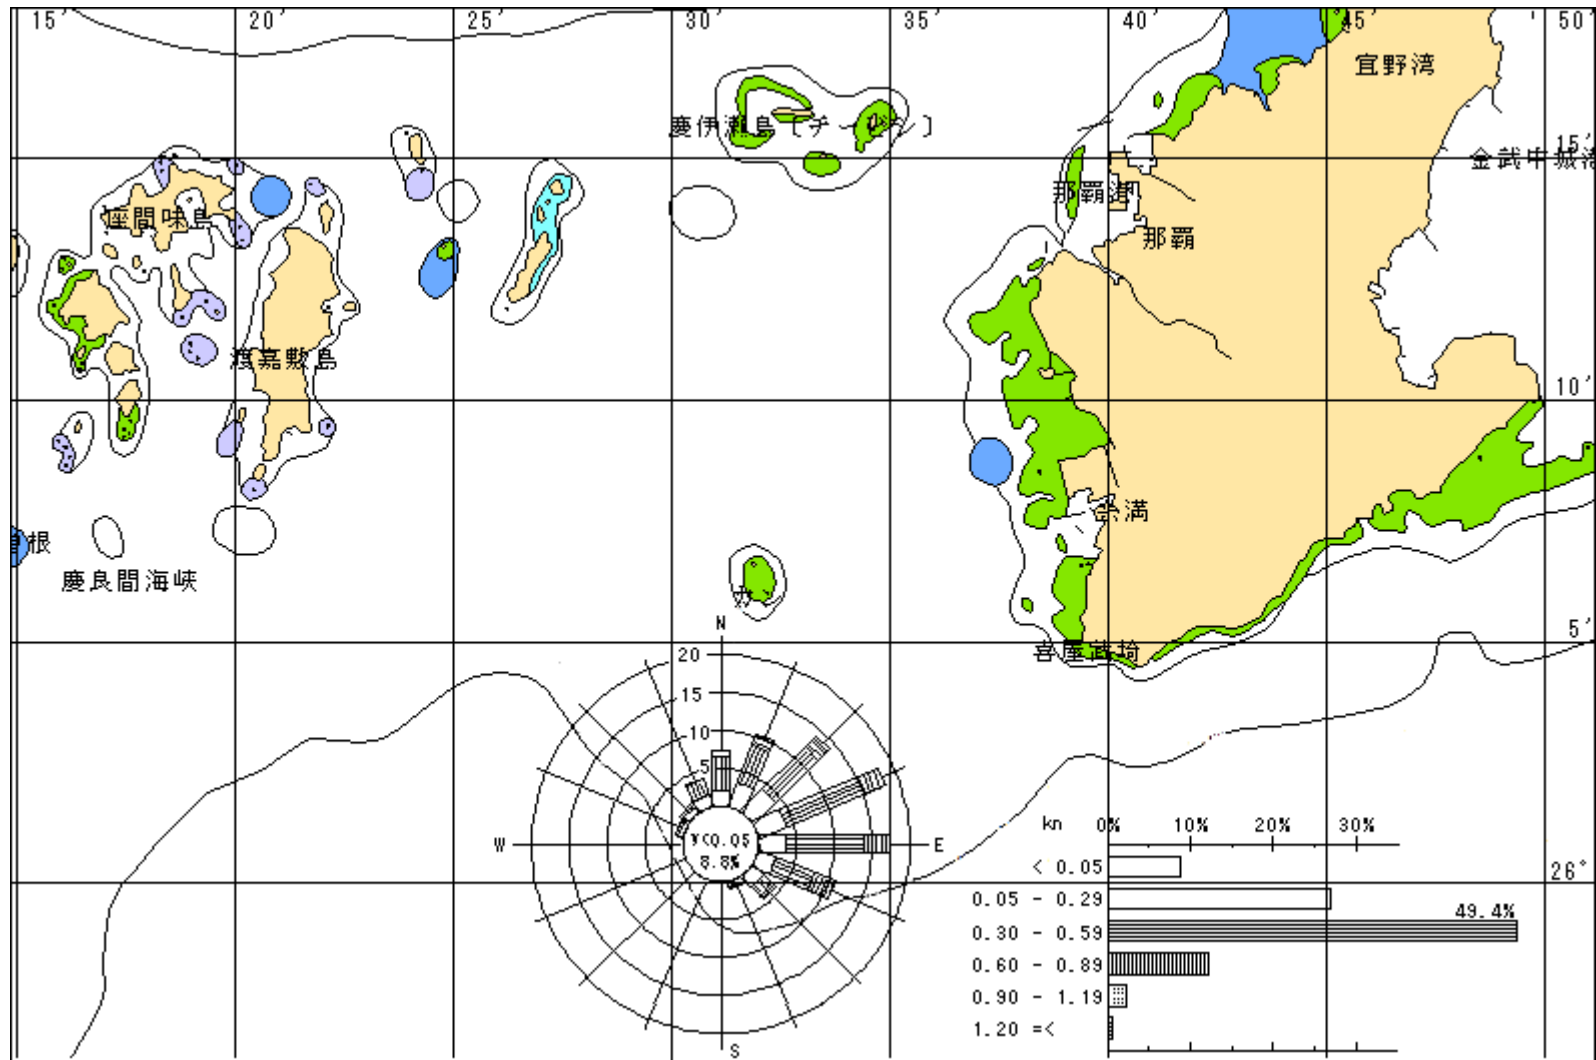 15' 20' 25' 30' 35' 40' 45' 50'
宜野湾
慶伊瀬島〔チービシ〕
15'
金武中城港
那覇港
座間味島
那覇
渡嘉敷島
10'
糸満
根
慶良間海峡
N
5'
喜屋武埼
20
15
10
5
kn 0% 10% 20% 30%
W
V<0.05
E
8.8%
< 0.05
26°
0.05 - 0.29
49.4%
0.30 - 0.59
0.60 - 0.89
0.90 - 1.19
1.20 =<
S